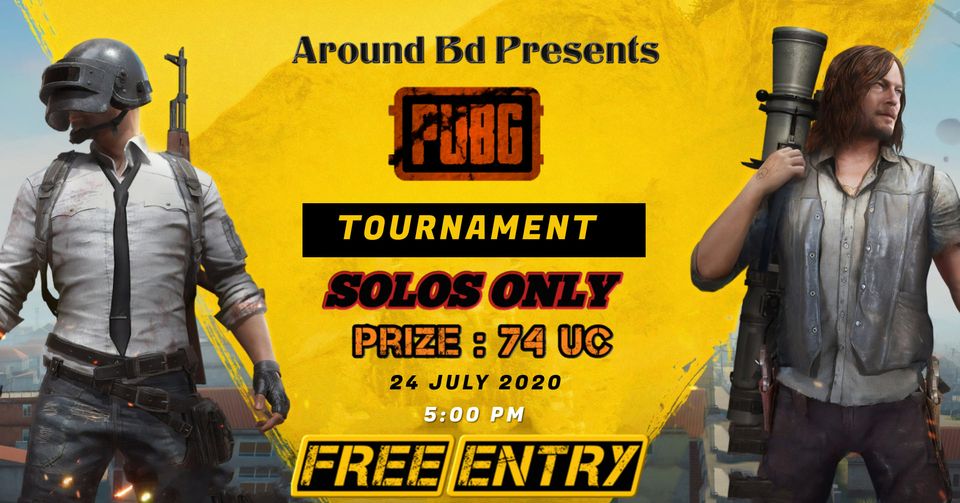 Around Bd Presents
PUBG
TOURNAMENT
SOLOS ONLY
PRIZE : 74 UC
24 JULY 2020
5:00 PM
FREE ENTRY